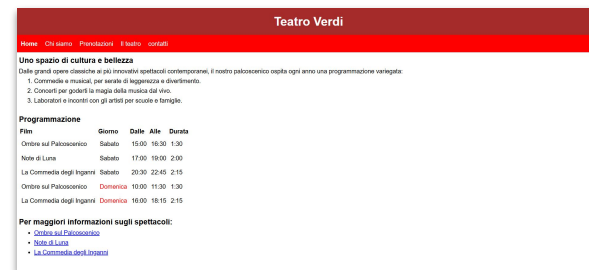 Teatro Verdi
Home Chi siamo Prenotazioni Il teatro contatti
Uno spazio di cultura e bellezza
Dalle grandi opere classiche ai più innovativi spettacoli contemporanei, il nostro palcoscenico ospita ogni anno una programmazione variegata:
1. Commedie e musical, per serate di leggerezza e divertimento.
2. Concerti per goderti la magia della musica dal vivo.
3. Laboratori e incontri con gli artisti per scuole e famiglie.
Programmazione
Film Giorno Dalle Alle Durata
Ombre sul Palcoscenico Sabato 15:00 16:30 1:30
Note di Luna Sabato 17:00 19:00 2:00
La Commedia degli Inganni Sabato 20:30 22:45 2:15
Ombre sul Palcoscenico Domenica 10:00 11:30 1:30
La Commedia degli Inganni Domenica 16:00 18:15 2:15
Per maggiori informazini sugli spettacoli:
• Ombre sul Palcoscenico
• Note di Luna
• La Commedia degli Inganni